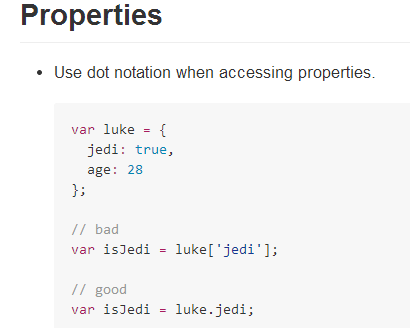 Properties
• Use dot notation when accessing properties.
var luke = {
  jedi: true,
  age: 28
};
// bad
var isJedi = luke['jedi'];
// good
var isJedi = luke.jedi;